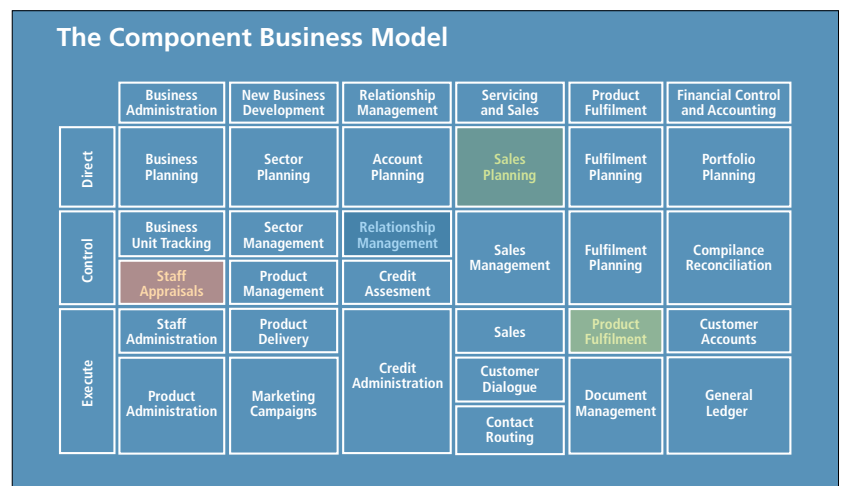 The Component Business Model
Business
Administration
New Business
Development
Relationship
Management
Servicing
and Sales
Product
Fulfilment
Financial Control
and Accounting
Direct
Business
Planning
Sector
Planning
Account
Planning
Sales
Planning
Fulfilment
Planning
Portfolio
Planning
Control
Business
Unit Tracking
Sector
Management
Relationship
Management
Sales
Management
Fulfilment
Planning
Compilance
Reconciliation
Staff
Appraisals
Product
Management
Credit
Assesment
Execute
Staff
Administration
Product
Delivery
Credit
Administration
Sales
Product
Fulfilment
Customer
Accounts
Product
Administration
Marketing
Campaigns
Customer
Dialogue
Document
Management
General
Ledger
Contact
Routing